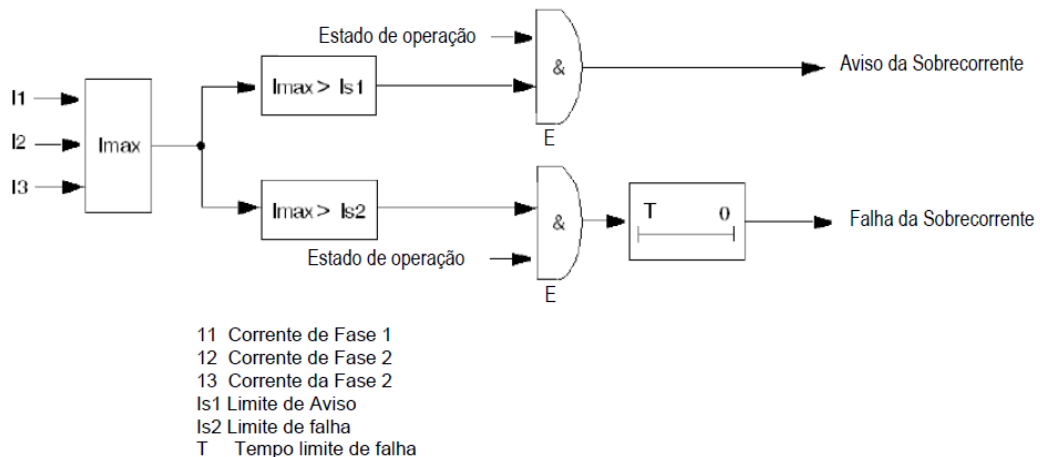 Estado de operação
&
Aviso da Sobrecorrente
Imax > Is1
E
I1
I2
I3
Imax
Imax > Is2
&
T 0
Falha da Sobrecorrente
Estado de operação
E
11 Corrente de Fase 1
12 Corrente de Fase 2
13 Corrente da Fase 2
Is1 Limite de Aviso
Is2 Limite de falha
T Tempo limite de falha